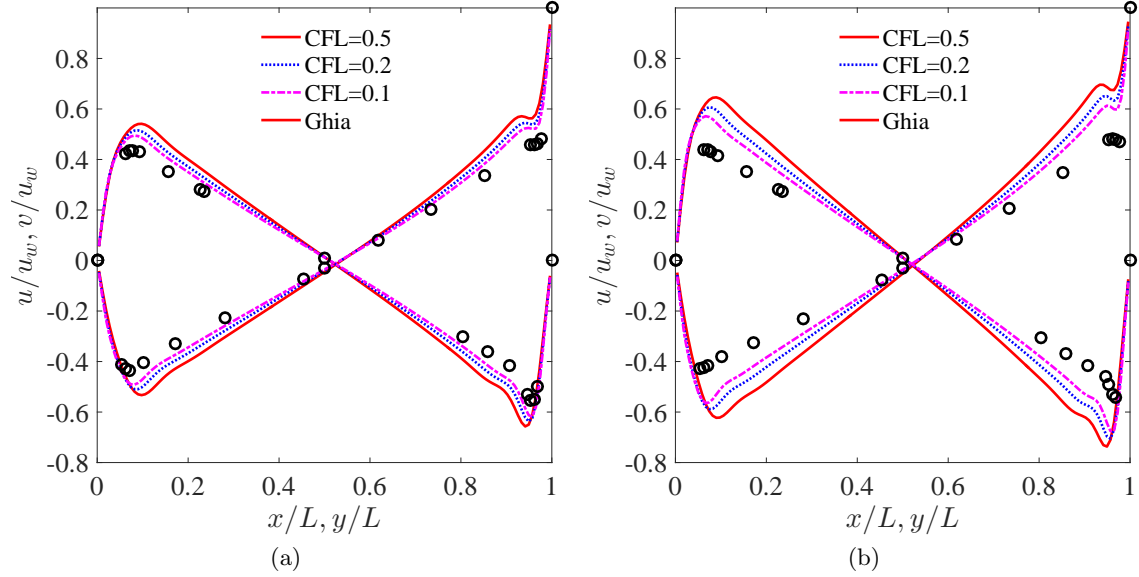 0.8
0.6
0.4
0.2
0
-0.2
-0.4
-0.6
-0.8
u/u_w, v/u_w
CFL=0.5
CFL=0.2
CFL=0.1
Ghia
0 0.2 0.4 0.6 0.8 1
x/L, y/L
(a)
0.8
0.6
0.4
0.2
0
-0.2
-0.4
-0.6
-0.8
u/u_w, v/u_w
CFL=0.5
CFL=0.2
CFL=0.1
Ghia
0 0.2 0.4 0.6 0.8 1
x/L, y/L
(b)